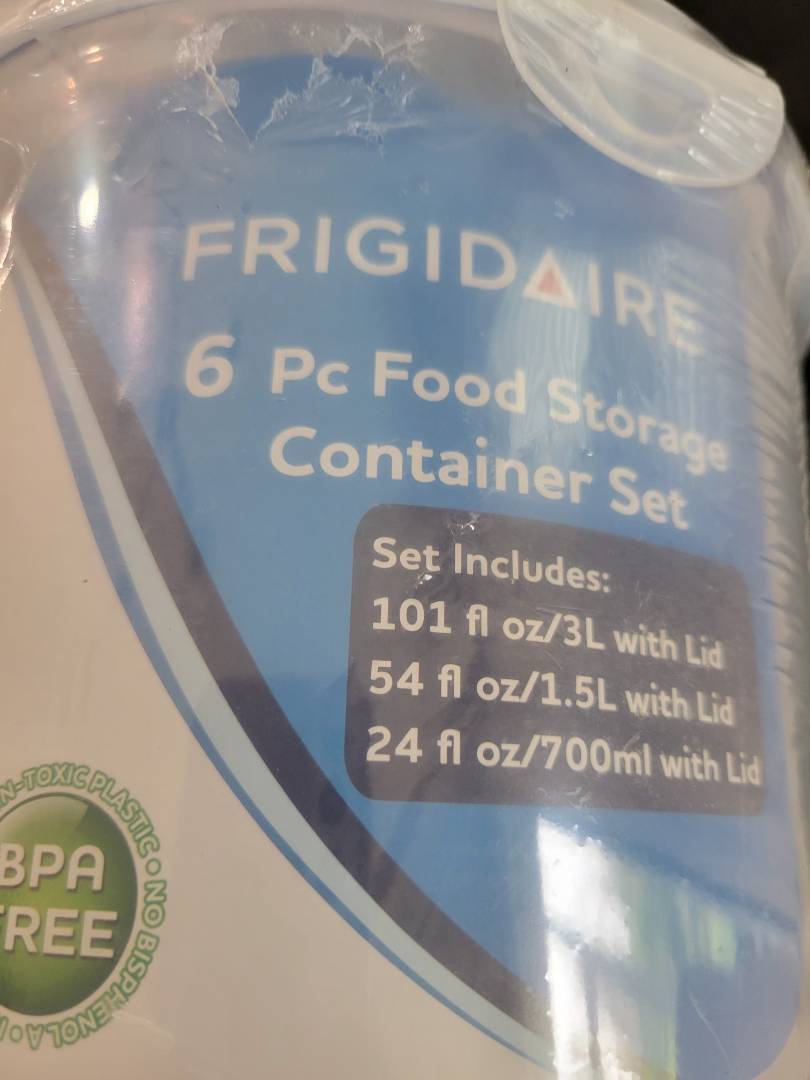 FRIGIDAIRE
6 Pc Food Storage
Container Set
Set Includes:
101 fl oz/3L with Lid
54 fl oz/1.5L with Lid
24 fl oz/700ml with Lid
N-TOXIC PLASTIC • NO BISPHENOL A •
BPA
FREE